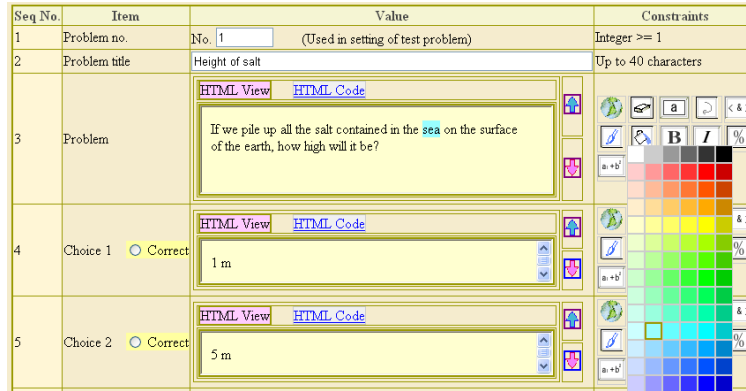 Seq No. Item Value Constraints
1 Problem no. No. 1 (Used in setting of test problem) Integer >= 1
2 Problem title Height of salt Up to 40 characters
HTML View HTML Code
3 Problem If we pile up all the salt contained in the sea on the surface
of the earth, how high will it be?
a
B I %
HTML View HTML Code
4 Choice 1 Correct 1 m
HTML View HTML Code
5 Choice 2 Correct 5 m